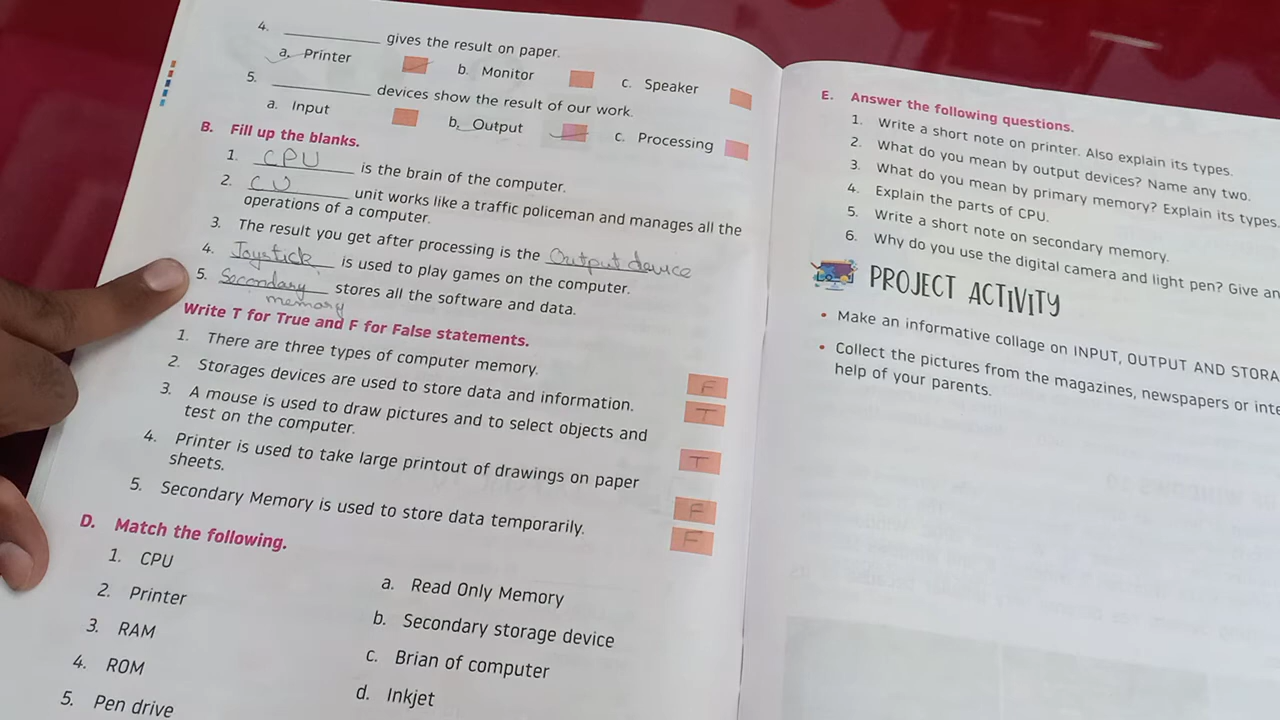 4. ________ gives the result on paper.
a. Printer b. Monitor c. Speaker
5. ________ devices show the result of our work.
a. Input b. Output c. Processing
B. Fill up the blanks.
1. CPU is the brain of the computer.
2. CU unit works like a traffic policeman and manages all the
operations of a computer.
3. The result you get after processing is the Output device
4. Joystick is used to play games on the computer.
5. Secondary stores all the software and data.
memory
Write T for True and F for False statements.
1. There are three types of computer memory. F
2. Storages devices are used to store data and information. T
3. A mouse is used to draw pictures and to select objects and
test on the computer. T
4. Printer is used to take large printout of drawings on paper
sheets. F
5. Secondary Memory is used to store data temporarily. F
D. Match the following.
1. CPU
2. Printer
3. RAM
4. ROM
5. Pen drive
a. Read Only Memory
b. Secondary storage device
c. Brian of computer
d. Inkjet
E. Answer the following questions.
1. Write a short note on printer. Also explain its types.
2. What do you mean by output devices? Name any two.
3. What do you mean by primary memory? Explain its types.
4. Explain the parts of CPU.
5. Write a short note on secondary memory.
6. Why do you use the digital camera and light pen? Give an
PROJECT ACTIVITY
• Make an informative collage on INPUT, OUTPUT AND STORA
• Collect the pictures from the magazines, newspapers or inte
help of your parents.